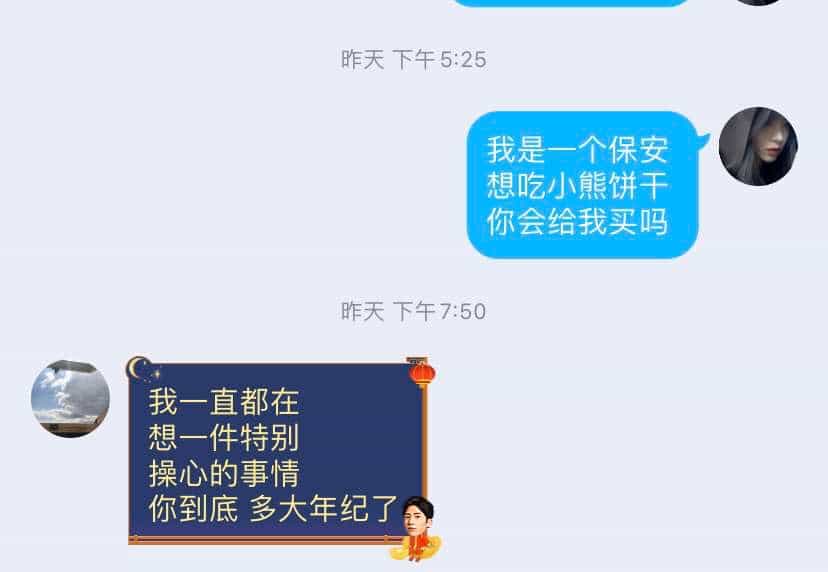 昨天 下午5:25
我是一个保安
想吃小熊饼干
你会给我买吗
昨天 下午7:50
我一直都在
想一件特别
操心的事情
你到底 多大年纪了